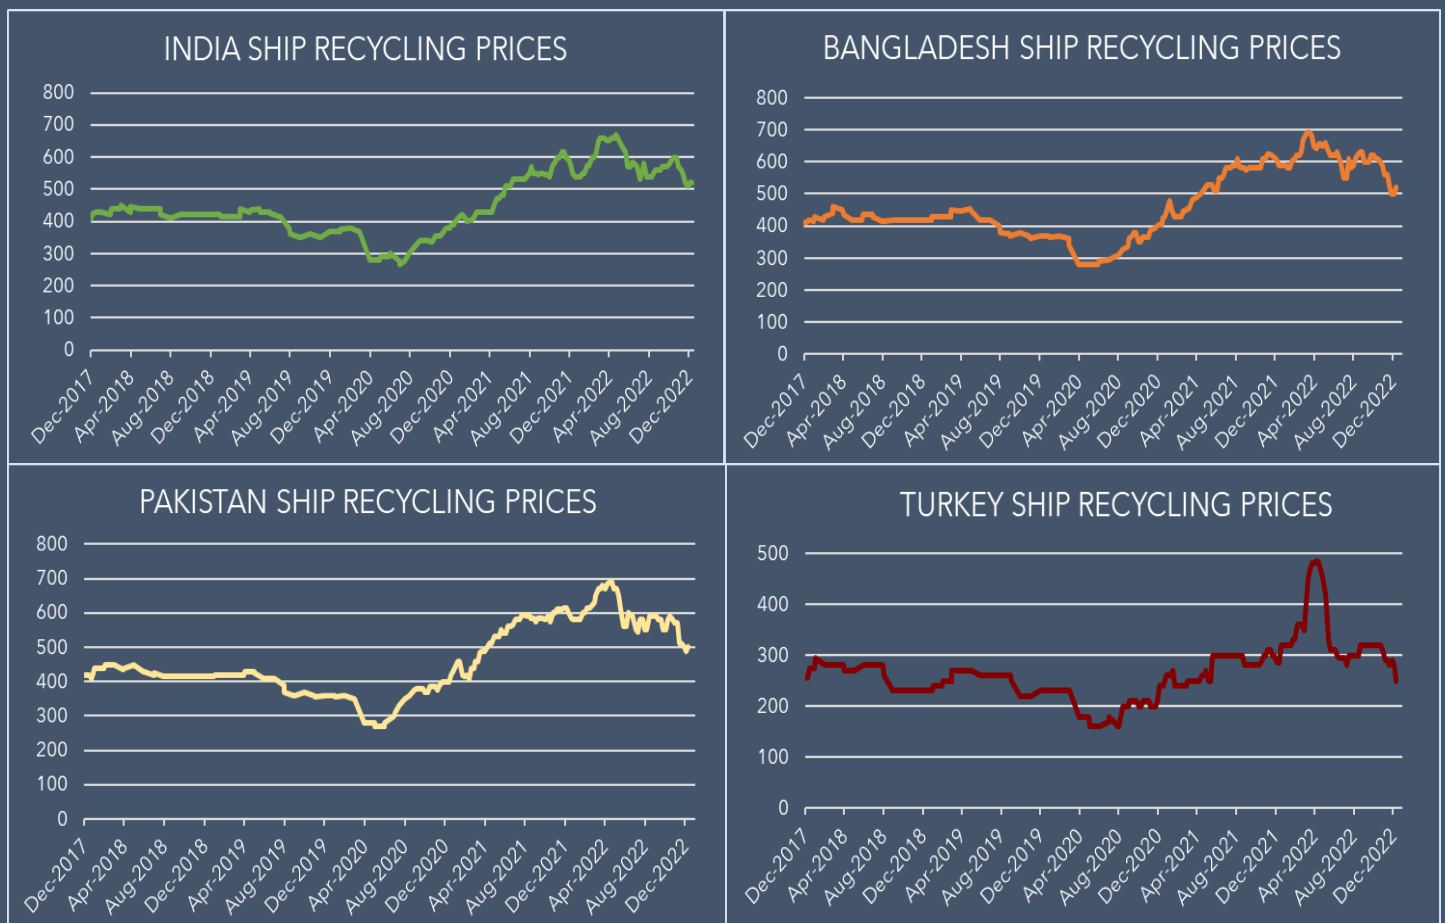 INDIA SHIP RECYCLING PRICES
800
700
600
500
400
300
200
100
0
Dec-2017
Apr-2018
Aug-2018
Dec-2018
Apr-2019
Aug-2019
Dec-2019
Apr-2020
Aug-2020
Dec-2020
Apr-2021
Aug-2021
Dec-2021
Apr-2022
Aug-2022
Dec-2022
BANGLADESH SHIP RECYCLING PRICES
800
700
600
500
400
300
200
100
0
Dec-2017
Apr-2018
Aug-2018
Dec-2018
Apr-2019
Aug-2019
Dec-2019
Apr-2020
Aug-2020
Dec-2020
Apr-2021
Aug-2021
Dec-2021
Apr-2022
Aug-2022
Dec-2022
PAKISTAN SHIP RECYCLING PRICES
800
700
600
500
400
300
200
100
0
Dec-2017
Apr-2018
Aug-2018
Dec-2018
Apr-2019
Aug-2019
Dec-2019
Apr-2020
Aug-2020
Dec-2020
Apr-2021
Aug-2021
Dec-2021
Apr-2022
Aug-2022
Dec-2022
TURKEY SHIP RECYCLING PRICES
500
400
300
200
100
0
Dec-2017
Apr-2018
Aug-2018
Dec-2018
Apr-2019
Aug-2019
Dec-2019
Apr-2020
Aug-2020
Dec-2020
Apr-2021
Aug-2021
Dec-2021
Apr-2022
Aug-2022
Dec-2022